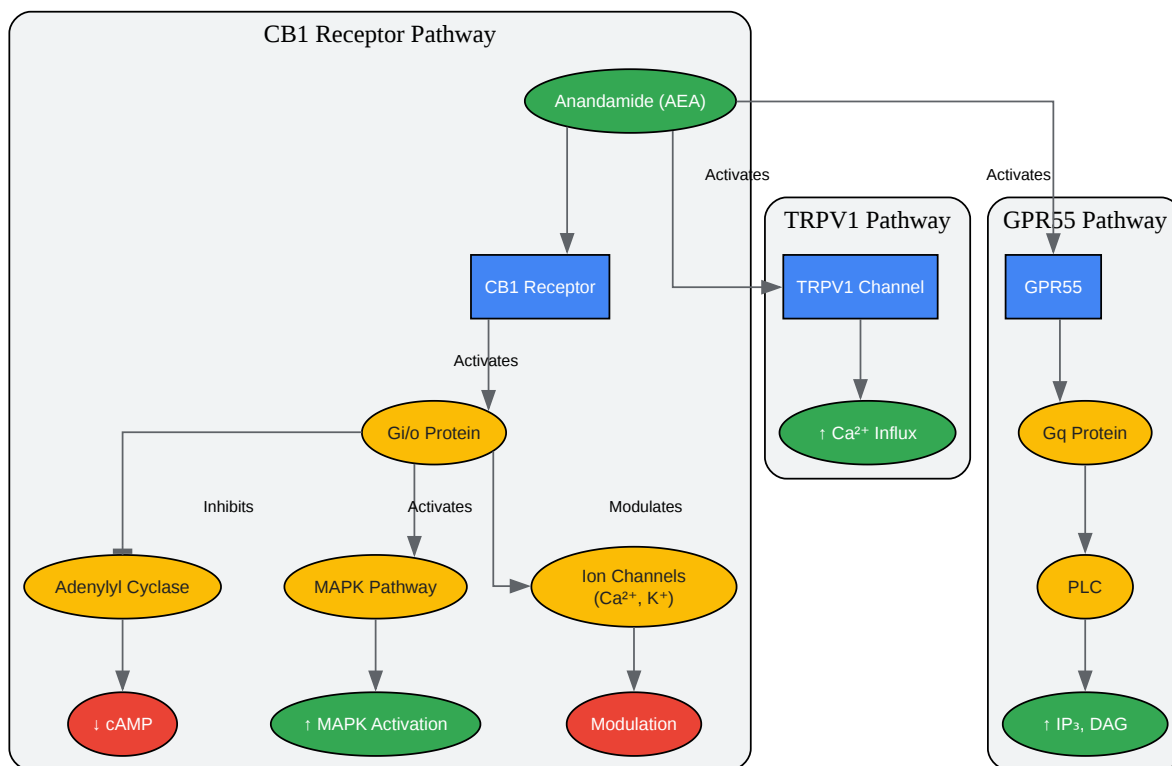 CB1 Receptor Pathway
Anandamide (AEA)
Activates
Activates
TRPV1 Pathway
GPR55 Pathway
CB1 Receptor
TRPV1 Channel
GPR55
Activates
Gi/o Protein
↑ Ca²⁺ Influx
Gq Protein
Inhibits
Activates
Modulates
Adenylyl Cyclase
MAPK Pathway
Ion Channels
(Ca²⁺, K⁺)
PLC
↓ cAMP
↑ MAPK Activation
Modulation
↑ IP₃, DAG